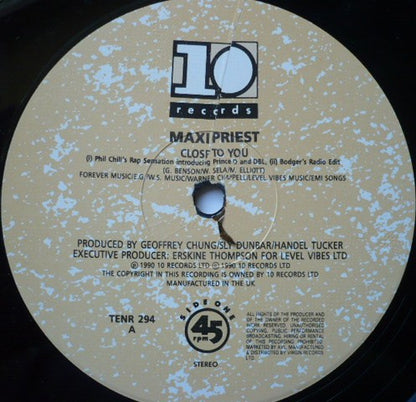 10
records
MAXI PRIEST
CLOSE TO YOU
(i) Phil Chill's Rap Sensation introducing Prince D and DBL, (ii) Bodger's Radio Edit
(G. BENSON/W. SELA/M. ELLIOTT)
FOREVER MUSIC/E.G./W.S. MUSIC/WARNER CHAPPELL/LEVEL VIBES MUSIC/EMI SONGS
PRODUCED BY GEOFFREY CHUNG/SLY DUNBAR/HANDEL TUCKER
EXECUTIVE PRODUCER: ERSKINE THOMPSON FOR LEVEL VIBES LTD
℗ 1990 10 RECORDS LTD © 1990 10 RECORDS LTD
THE COPYRIGHT IN THIS RECORDING IS OWNED BY 10 RECORDS LTD
MANUFACTURED IN THE UK
TENR 294
A
SIDE ONE
45
rpm
STEREO
ALL RIGHTS OF THE PRODUCER AND
OF THE OWNER OF THE RECORDED
WORK RESERVED. UNAUTHORISED
COPYING, PUBLIC PERFORMANCE
BROADCASTING, HIRING OR RENTAL
OF THIS RECORDING PROHIBITED.
MARKETED BY AVL. MANUFACTURED
& DISTRIBUTED BY VIRGIN RECORDS
LTD.